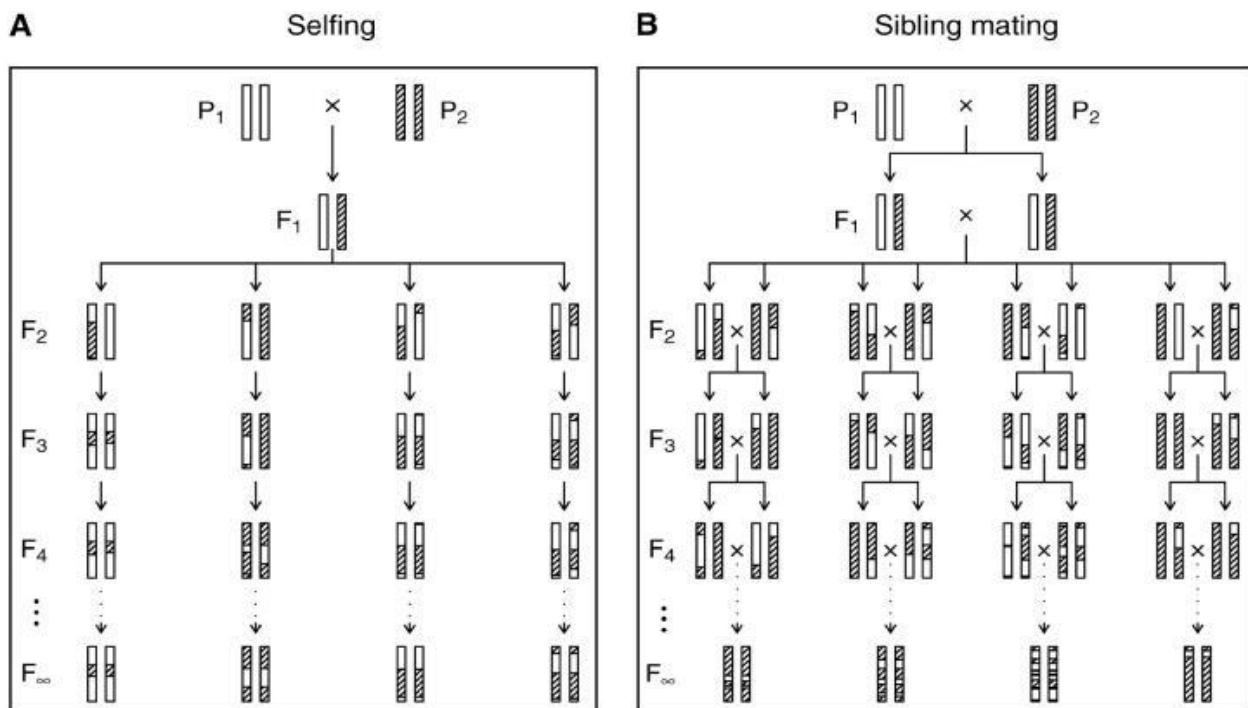 A Selfing
P₁ × P₂
F₁
F₂
F₃
F₄
⋮
F∞
B Sibling mating
P₁ × P₂
F₁ ×
F₂ × × × ×
F₃ × × × ×
F₄ × × × ×
⋮
F∞